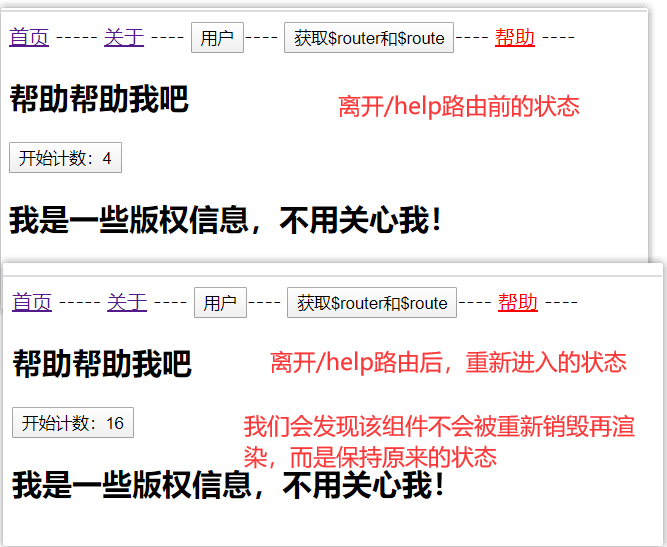 首页 ----- 关于 ---- 用户 ---- 获取$router和$route ---- 帮助 ----
帮助帮助我吧
离开/help路由前的状态
开始计数：4
我是一些版权信息，不用关心我！
首页 ----- 关于 ---- 用户 ---- 获取$router和$route ---- 帮助 ----
帮助帮助我吧
离开/help路由后，重新进入的状态
开始计数：16
我们会发现该组件不会被重新销毁再渲
染，而是保持原来的状态
我是一些版权信息，不用关心我！